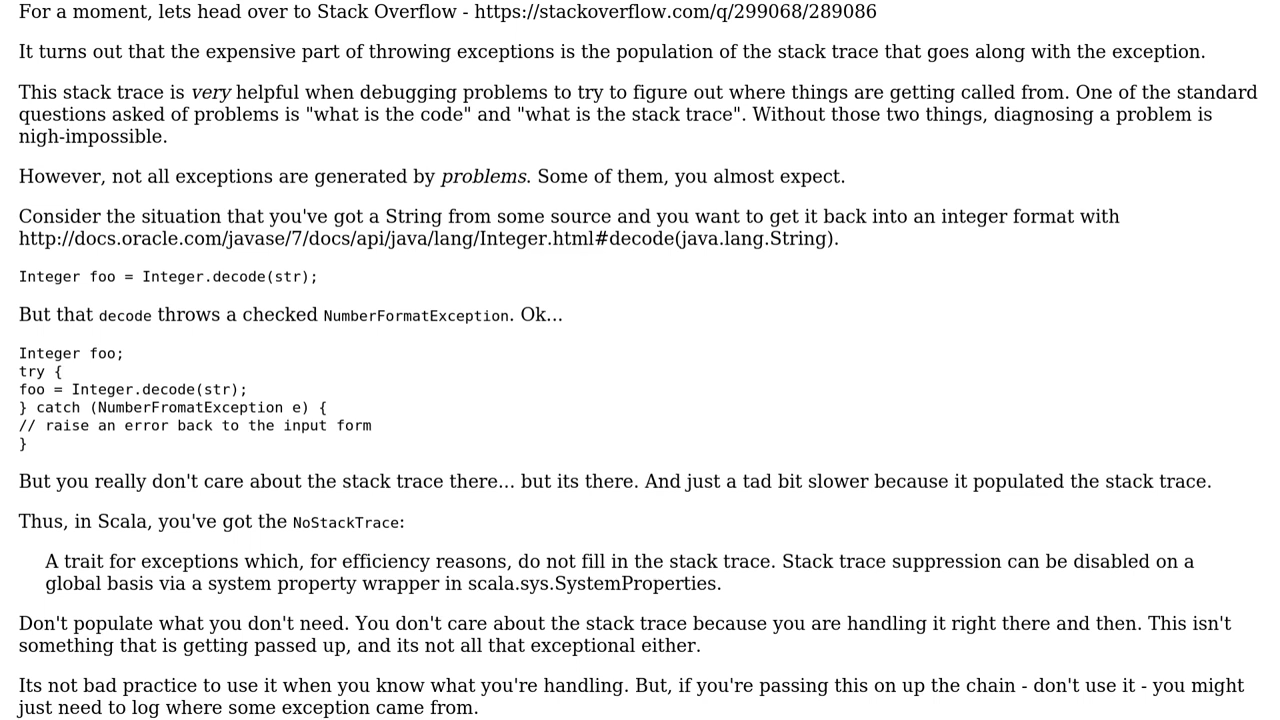 For a moment, lets head over to Stack Overflow - https://stackoverflow.com/q/299068/289086
It turns out that the expensive part of throwing exceptions is the population of the stack trace that goes along with the exception.
This stack trace is very helpful when debugging problems to try to figure out where things are getting called from. One of the standard
questions asked of problems is "what is the code" and "what is the stack trace". Without those two things, diagnosing a problem is
nigh-impossible.
However, not all exceptions are generated by problems. Some of them, you almost expect.
Consider the situation that you've got a String from some source and you want to get it back into an integer format with
http://docs.oracle.com/javase/7/docs/api/java/lang/Integer.html#decode(java.lang.String).
Integer foo = Integer.decode(str);
But that decode throws a checked NumberFormatException. Ok...
Integer foo;
try {
foo = Integer.decode(str);
} catch (NumberFromatException e) {
// raise an error back to the input form
}
But you really don't care about the stack trace there... but its there. And just a tad bit slower because it populated the stack trace.
Thus, in Scala, you've got the NoStackTrace:
A trait for exceptions which, for efficiency reasons, do not fill in the stack trace. Stack trace suppression can be disabled on a
global basis via a system property wrapper in scala.sys.SystemProperties.
Don't populate what you don't need. You don't care about the stack trace because you are handling it right there and then. This isn't
something that is getting passed up, and its not all that exceptional either.
Its not bad practice to use it when you know what you're handling. But, if you're passing this on up the chain - don't use it - you might
just need to log where some exception came from.